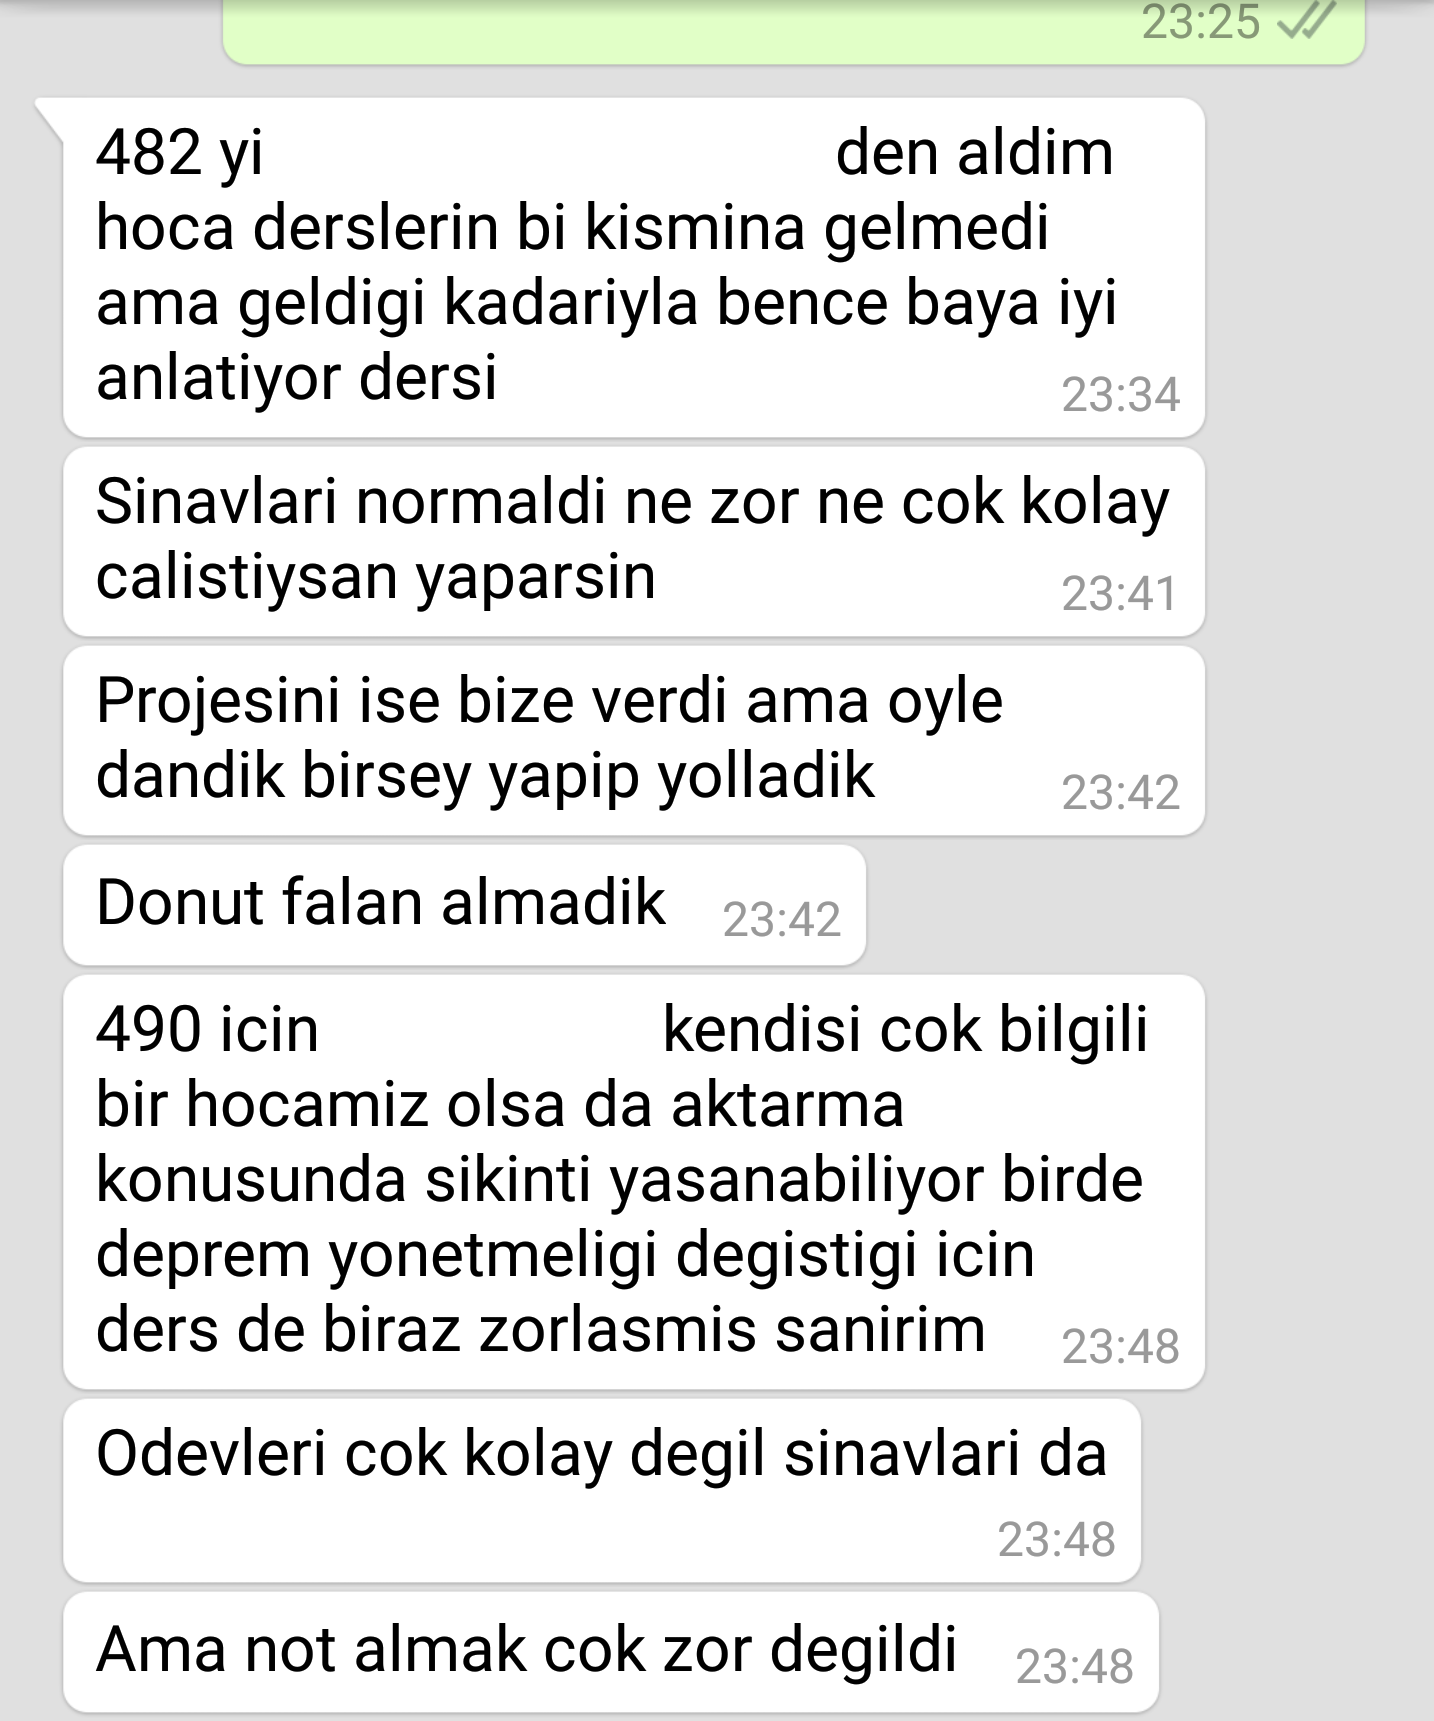 23:25
482 yi den aldim
hoca derslerin bi kismina gelmedi
ama geldigi kadariyla bence baya iyi
anlatiyor dersi 23:34
Sinavlari normaldi ne zor ne cok kolay
calistiysan yaparsin 23:41
Projesini ise bize verdi ama oyle
dandik birsey yapip yolladik 23:42
Donut falan almadik 23:42
490 icin kendisi cok bilgili
bir hocamiz olsa da aktarma
konusunda sikinti yasanabiliyor birde
deprem yonetmeligi degistigi icin
ders de biraz zorlasmis sanirim 23:48
Odevleri cok kolay degil sinavlari da
23:48
Ama not almak cok zor degildi 23:48